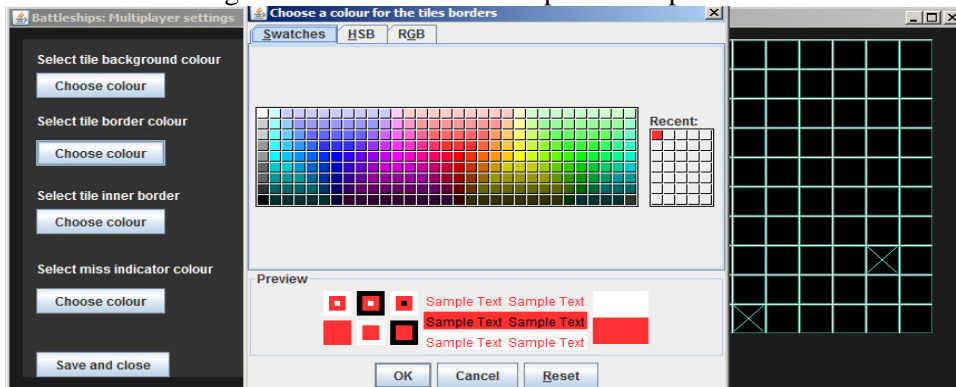 Battleships: Multiplayer settings
Select tile background colour
Choose colour
Select tile border colour
Choose colour
Select tile inner border
Choose colour
Select miss indicator colour
Choose colour
Save and close
Choose a colour for the tiles borders
Swatches HSB RGB
Recent:
Preview
Sample Text Sample Text
Sample Text Sample Text
Sample Text Sample Text
OK Cancel Reset